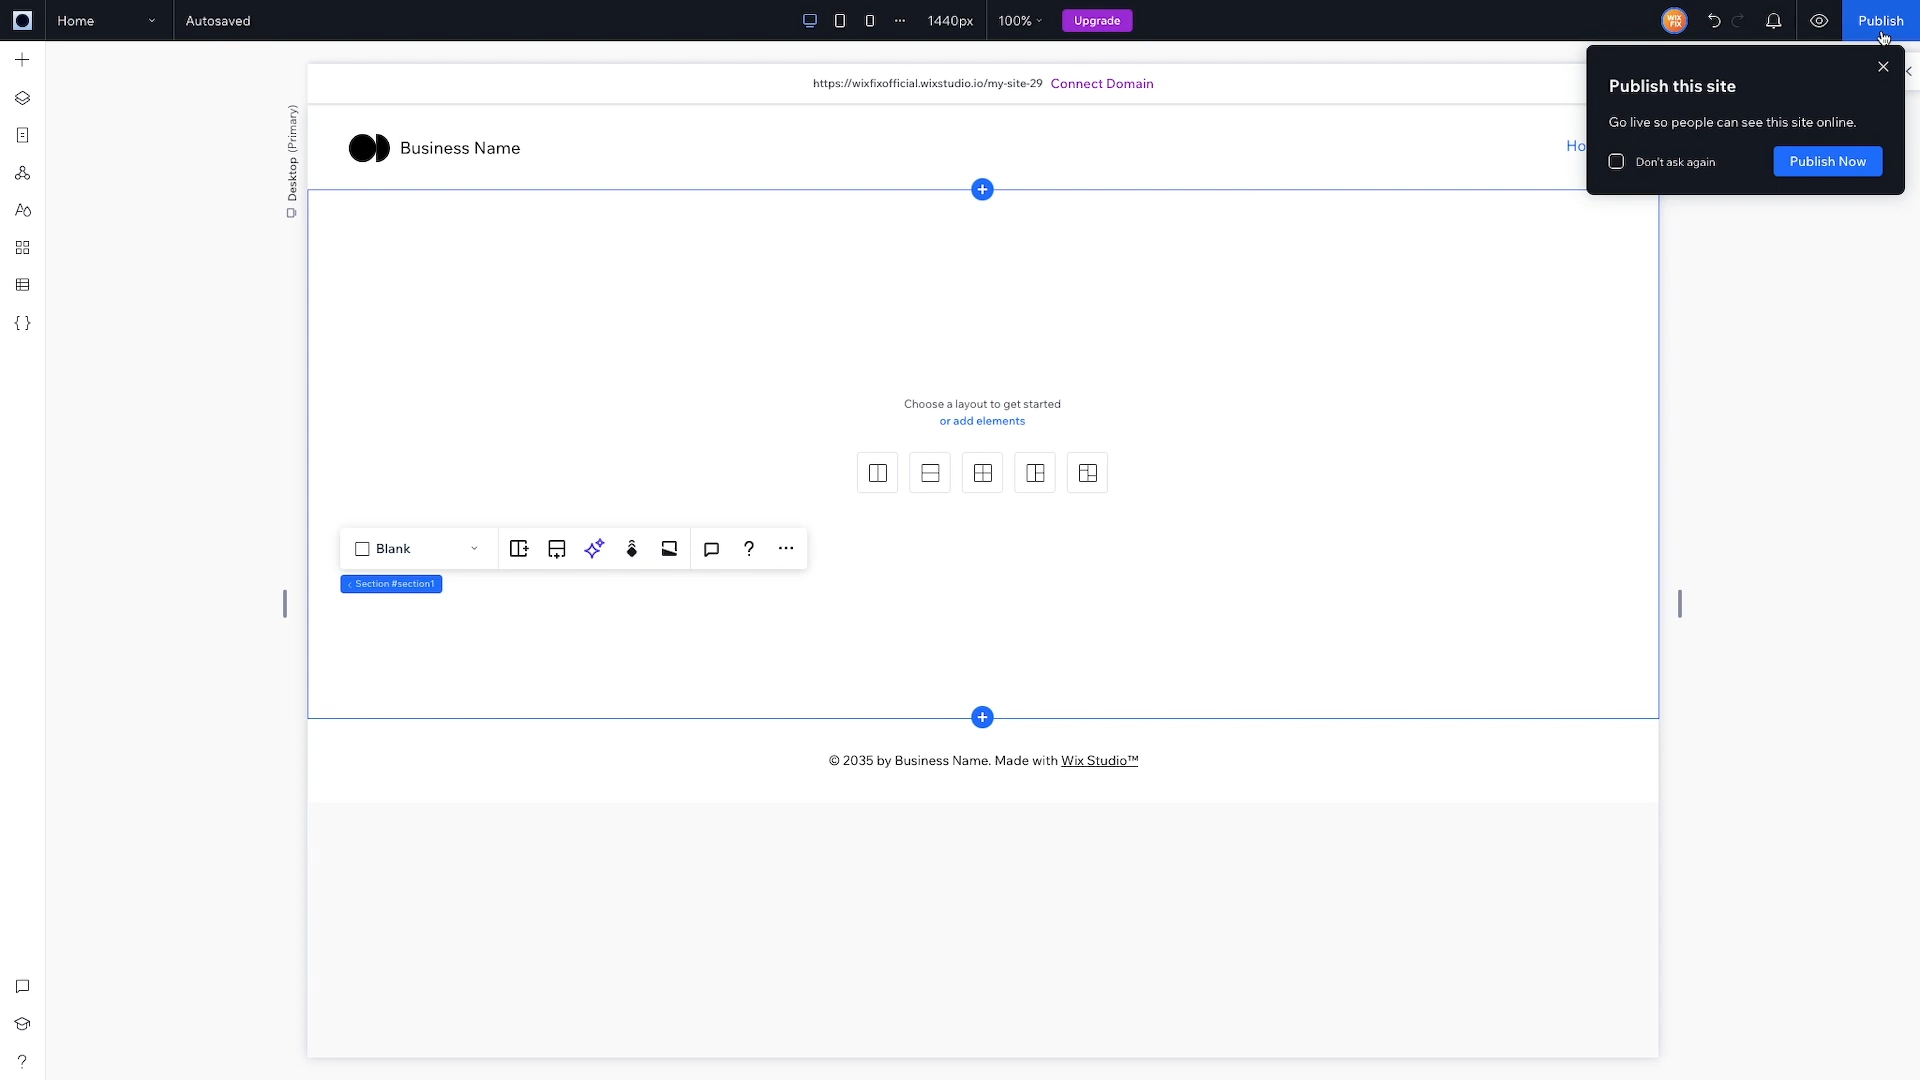 Home
Autosaved
1440px
100%
Upgrade
WIX FIX
Publish
https://wixfixofficial.wixstudio.io/my-site-29 Connect Domain
Publish this site
Go live so people can see this site online.
Don't ask again
Publish Now
Desktop (Primary)
Business Name
Ho
Choose a layout to get started
or add elements
Blank
Section #section1
© 2035 by Business Name. Made with Wix Studio™